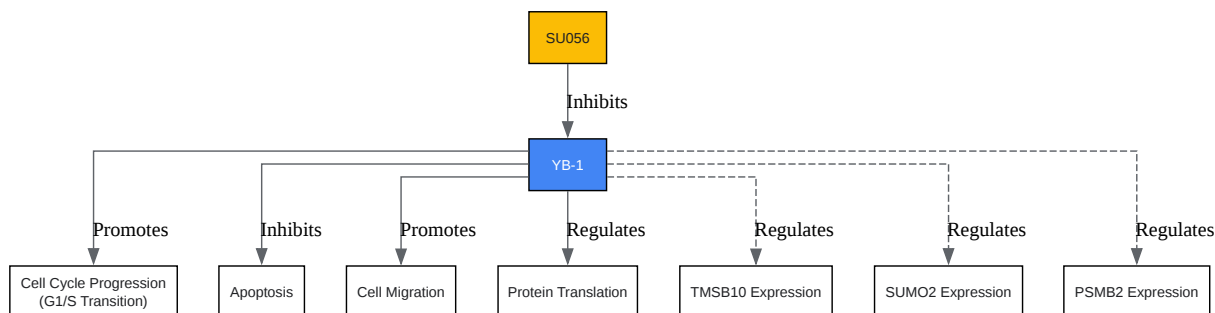 SU056
Inhibits
YB-1
Promotes
Inhibits
Promotes
Regulates
Regulates
Regulates
Regulates
Cell Cycle Progression
(G1/S Transition)
Apoptosis
Cell Migration
Protein Translation
TMSB10 Expression
SUMO2 Expression
PSMB2 Expression